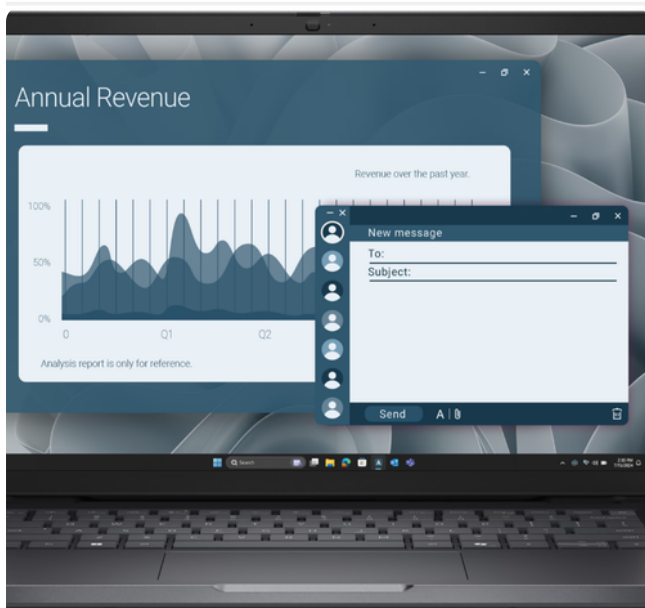 Annual Revenue
Revenue over the past year.
100%
50%
0%
0 Q1 Q2
Analysis report is only for reference.
New message
To:
Subject:
Send A
Search